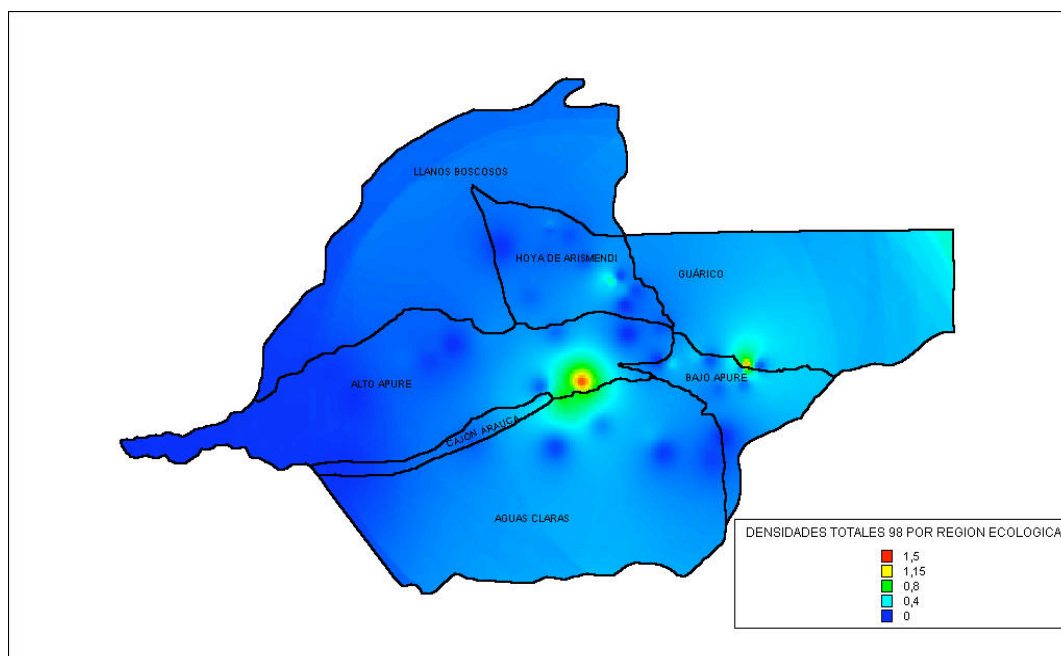 LLANOS BOSCOSOS
HOYA DE ARISMENDI
GUÁRICO
BAJO APURE
ALTO APURE
CAJÓN ARAUCA
AGUAS CLARAS
DENSIDADES TOTALES 98 POR REGION ECOLOGICA
1,5
1,15
0,8
0,4
0